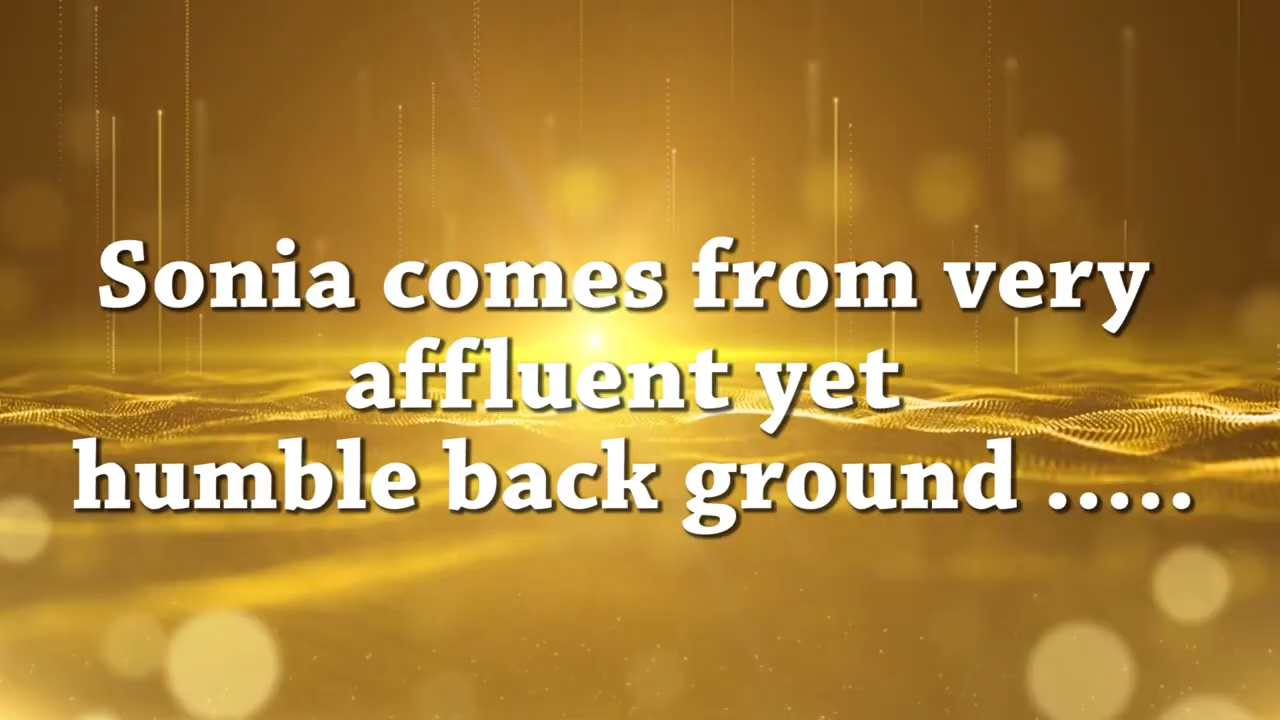 Sonia comes from very
affluent yet
humble back ground .....